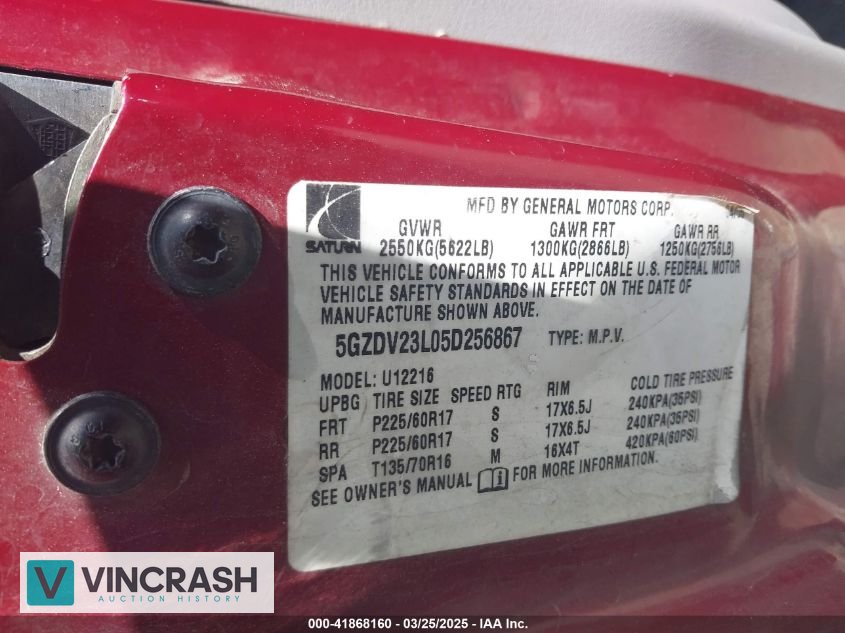 MFD BY GENERAL MOTORS CORP.
GVWR GAWR FRT GAWR RR
SATURN 2550KG(5622LB) 1300KG(2866LB) 1250KG(2756LB)
THIS VEHICLE CONFORMS TO ALL APPLICABLE U.S. FEDERAL MOTOR
VEHICLE SAFETY STANDARDS IN EFFECT ON THE DATE OF
MANUFACTURE SHOWN ABOVE.
5GZDV23L05D256867 TYPE: M.P.V.
MODEL: U12216
UPBG TIRE SIZE SPEED RTG RIM COLD TIRE PRESSURE
FRT P225/60R17 S 17X6.5J 240KPA(35PSI)
RR P225/60R17 S 17X6.5J 240KPA(35PSI)
SPA T135/70R16 M 16X4T 420KPA(60PSI)
SEE OWNER'S MANUAL i FOR MORE INFORMATION.
V VINCRASH
AUCTION HISTORY
000-41868160 — 03/25/2025 — IAA Inc.